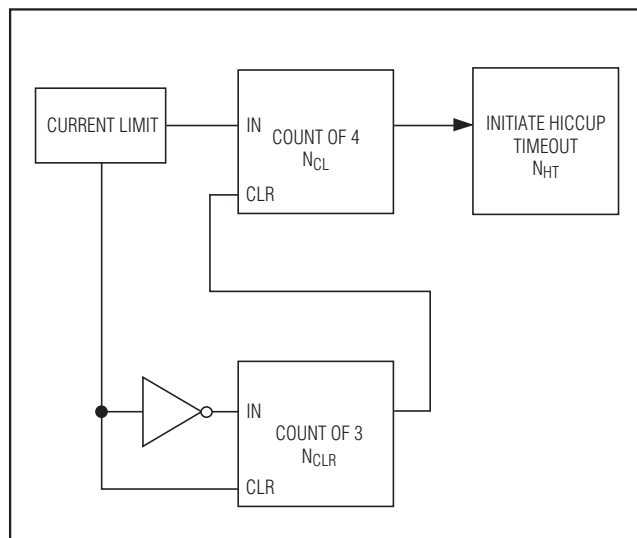 CURRENT LIMIT
IN
COUNT OF 4
NCL
CLR
INITIATE HICCUP
TIMEOUT
NHT
IN
COUNT OF 3
NCLR
CLR